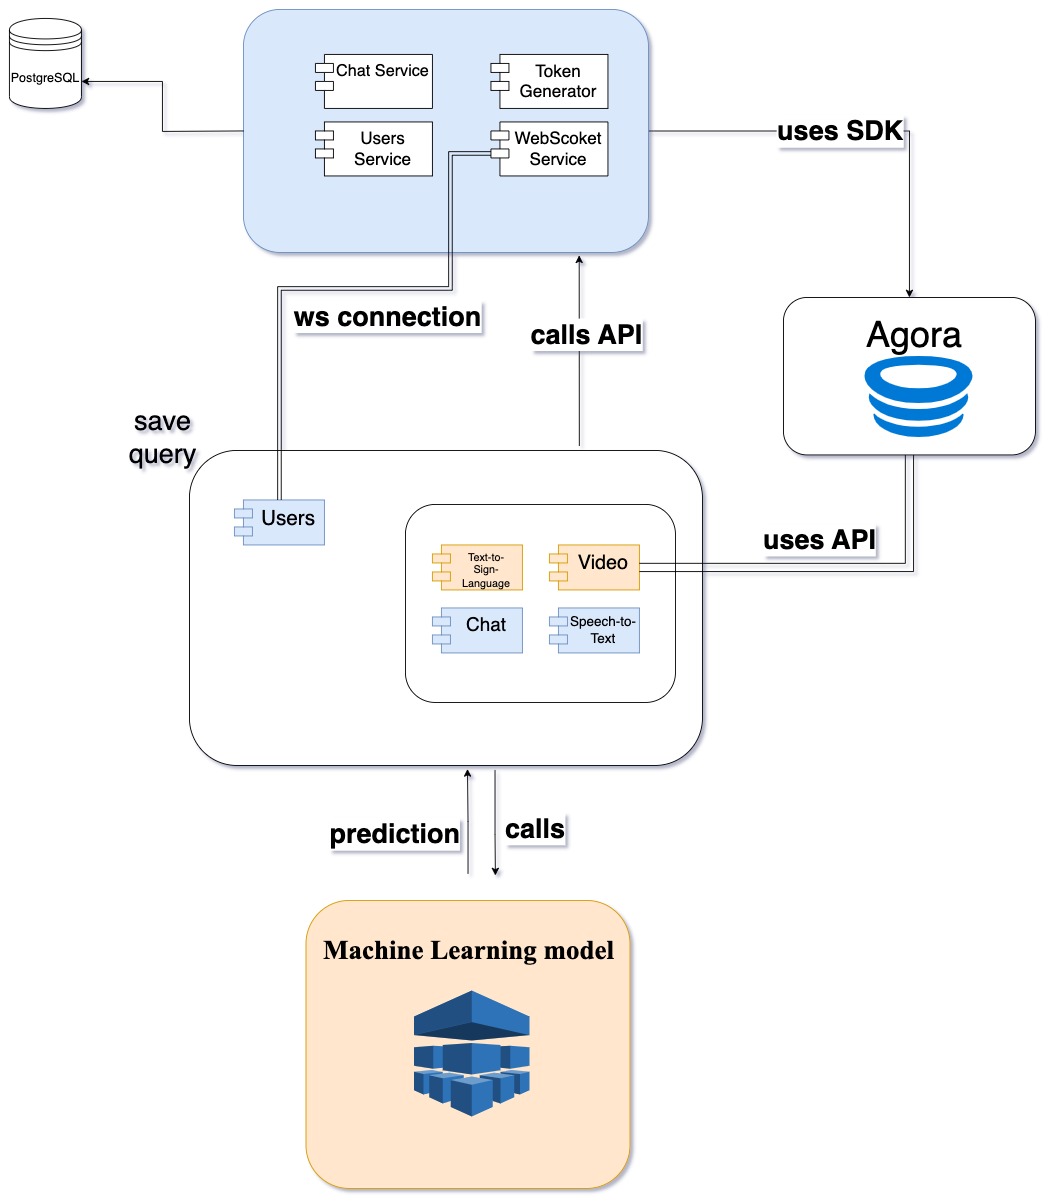 PostgreSQL
Chat Service
Token
Generator
Users
Service
WebScoket
Service
uses SDK
ws connection
calls API
Agora
save
query
Users
Text-to-
Sign-
Language
Video
uses API
Chat
Speech-to-
Text
prediction
calls
Machine Learning model